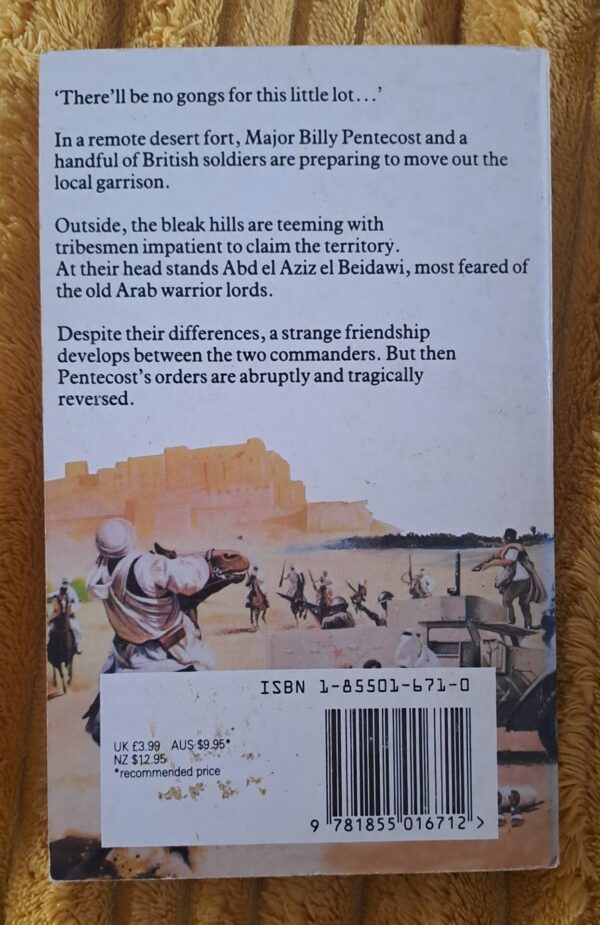 ‘There’ll be no gongs for this little lot...’
In a remote desert fort, Major Billy Pentecost and a
handful of British soldiers are preparing to move out the
local garrison.
Outside, the bleak hills are teeming with
tribesmen impatient to claim the territory.
At their head stands Abd el Aziz el Beidawi, most feared of
the old Arab warrior lords.
Despite their differences, a strange friendship
develops between the two commanders. But then
Pentecost’s orders are abruptly and tragically
reversed.
ISBN 1-85501-671-0
UK £3.99 AUS $9.95*
NZ $12.95
*recommended price
9 781855 016712 >